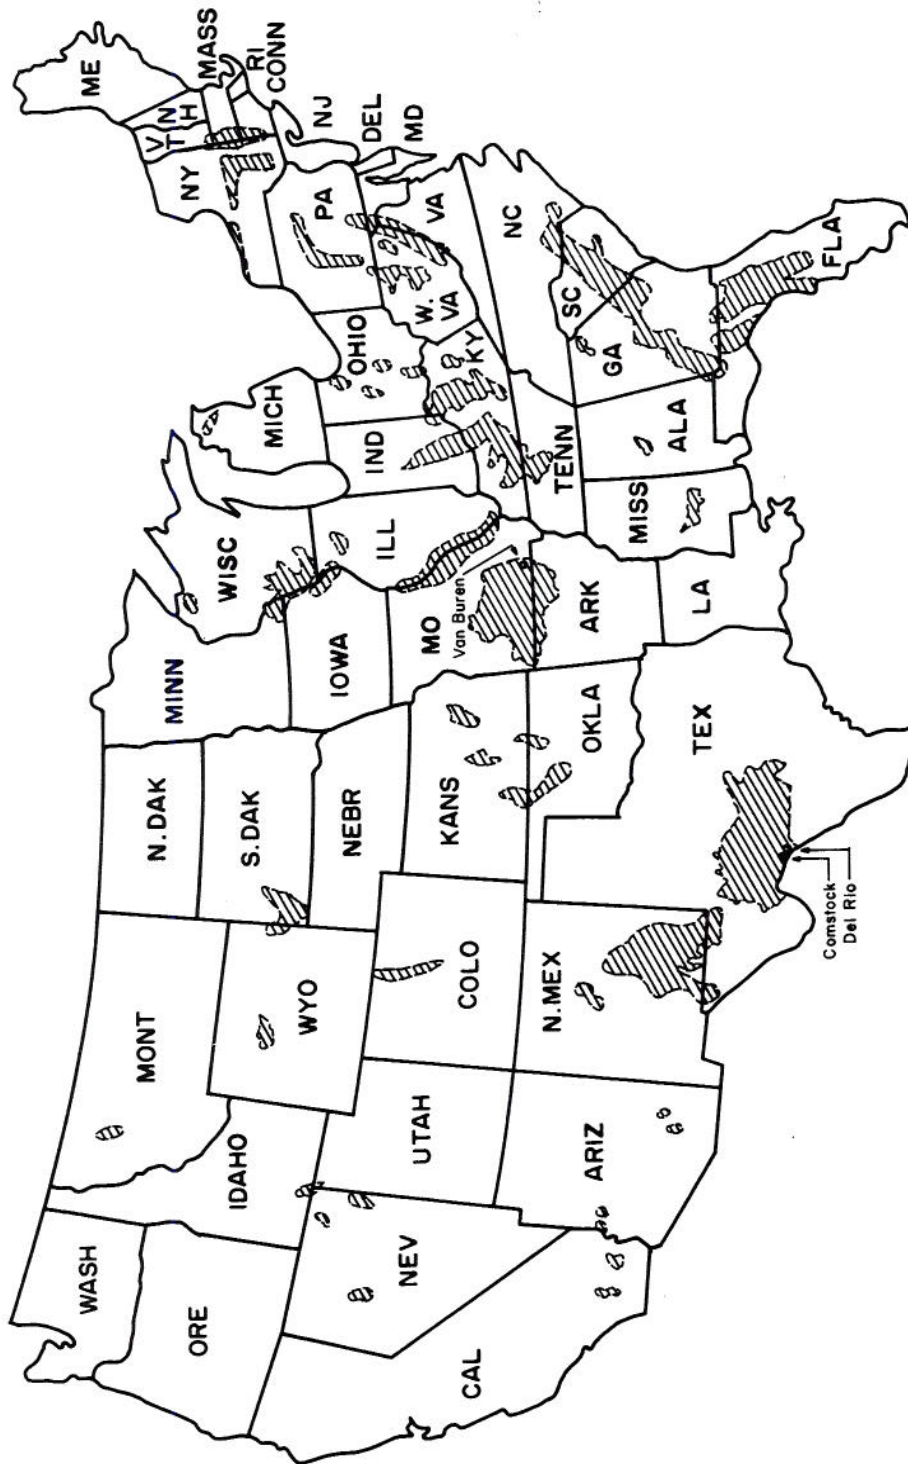 WASH
ORE
CAL
NEV
IDAHO
MONT
WYO
UTAH
ARIZ
COLO
N.MEX
N.DAK
S.DAK
NEBR
KANS
OKLA
TEX
Comstock
Del Rio
MINN
IOWA
MO
Van Buren
ARK
LA
WISC
ILL
MICH
IND
OHIO
KY
TENN
MISS
ALA
GA
FLA
SC
NC
VA
W.
VA
PA
NY
V
T
N
H
ME
MASS
RI
CONN
NJ
DEL
MD